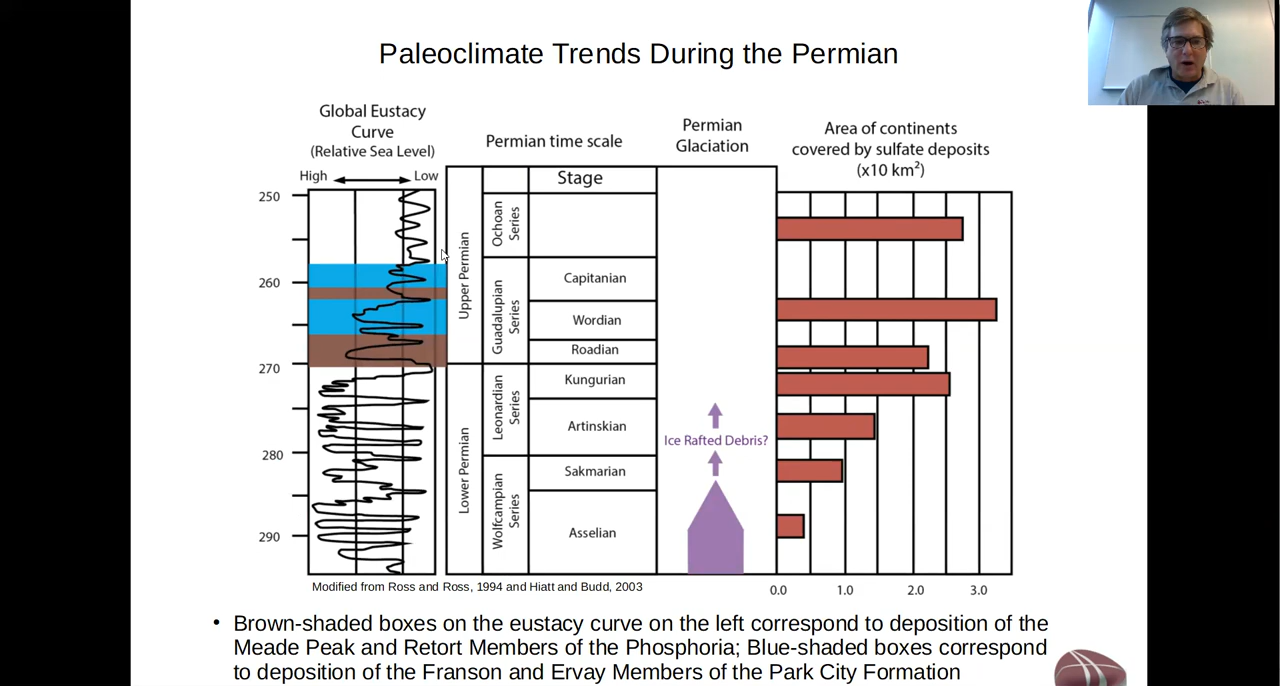 Paleoclimate Trends During the Permian
Global Eustacy
Curve
(Relative Sea Level)
High
Low
Permian time scale
Permian
Glaciation
Area of continents
covered by sulfate deposits
(x10 km²)
Stage
250
260
270
280
290
Upper Permian
Lower Permian
Ochoan
Series
Guadalupian
Series
Leonardian
Series
Wolfcampian
Series
Capitanian
Wordian
Roadian
Kungurian
Artinskian
Sakmarian
Asselian
Ice Rafted Debris?
0.0
1.0
2.0
3.0
Modified from Ross and Ross, 1994 and Hiatt and Budd, 2003
• Brown-shaded boxes on the eustacy curve on the left correspond to deposition of the
Meade Peak and Retort Members of the Phosphoria; Blue-shaded boxes correspond
to deposition of the Franson and Ervay Members of the Park City Formation